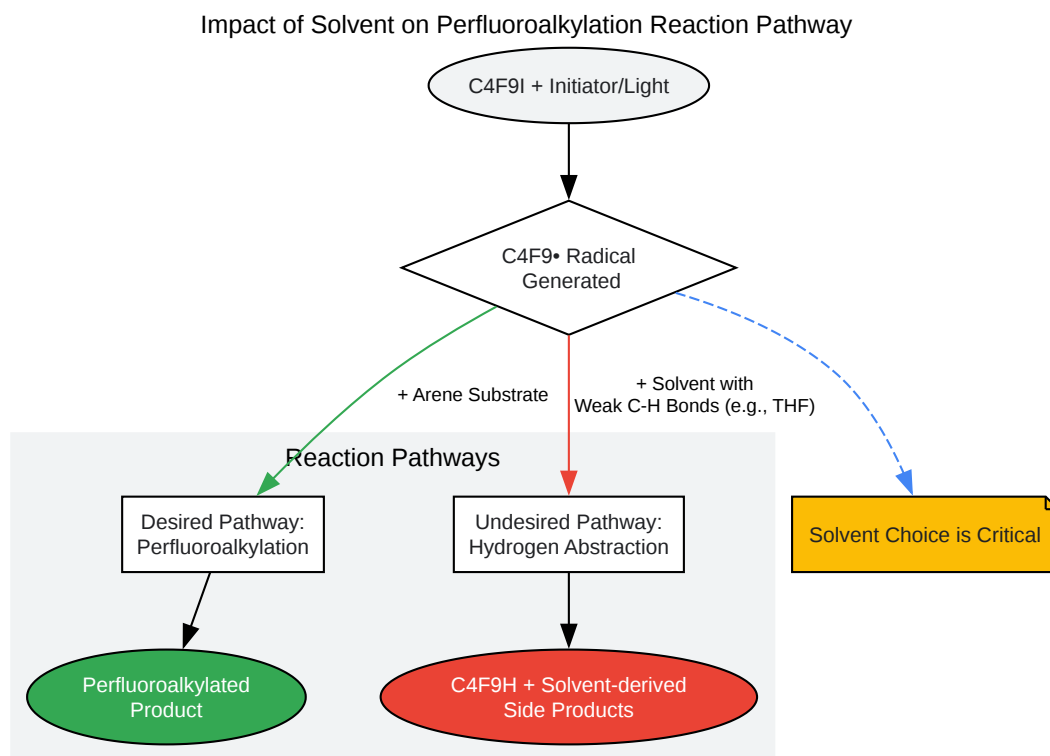 Impact of Solvent on Perfluoroalkylation Reaction Pathway
C4F9I + Initiator/Light
C4F9• Radical
Generated
+ Arene Substrate
+ Solvent with
Weak C-H Bonds (e.g., THF)
Reaction Pathways
Desired Pathway:
Perfluoroalkylation
Undesired Pathway:
Hydrogen Abstraction
Solvent Choice is Critical
Perfluoroalkylated
Product
C4F9H + Solvent-derived
Side Products